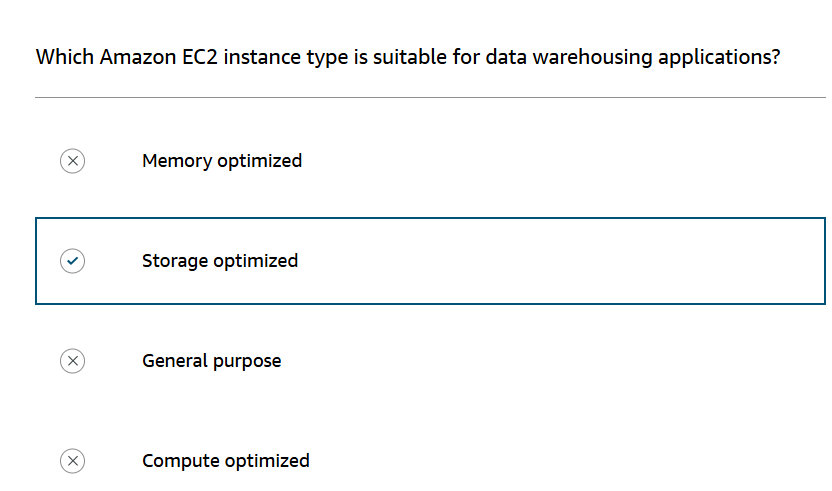 Which Amazon EC2 instance type is suitable for data warehousing applications?
Memory optimized
Storage optimized
General purpose
Compute optimized